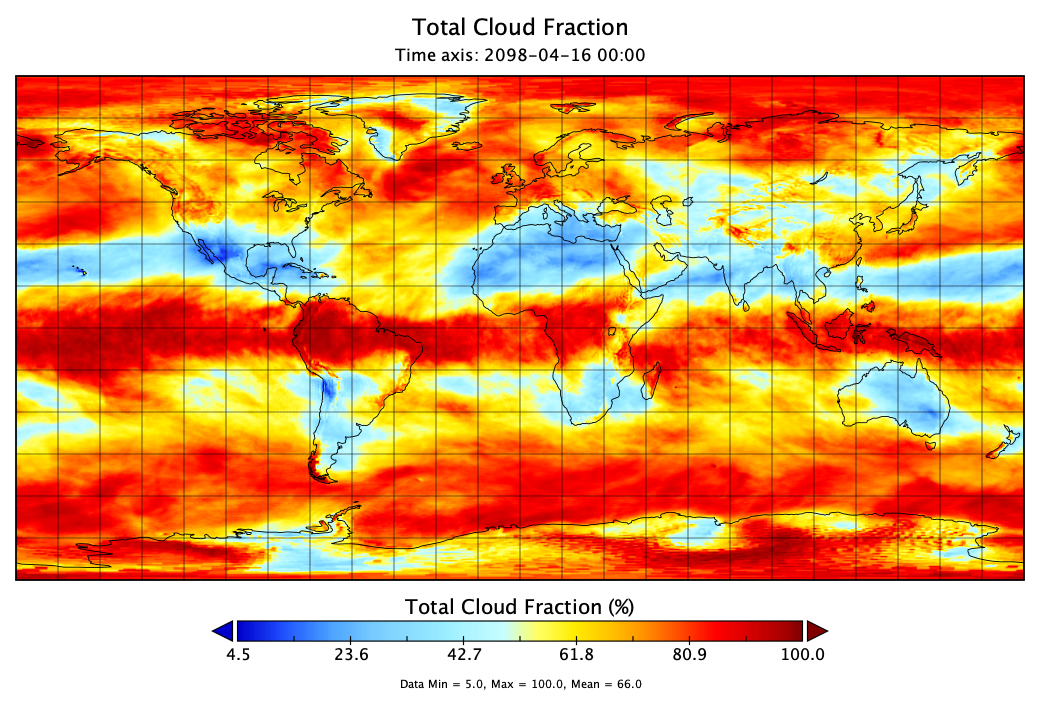 Total Cloud Fraction
Time axis: 2098-04-16 00:00
Total Cloud Fraction (%)
4.5 23.6 42.7 61.8 80.9 100.0
Data Min = 5.0, Max = 100.0, Mean = 66.0